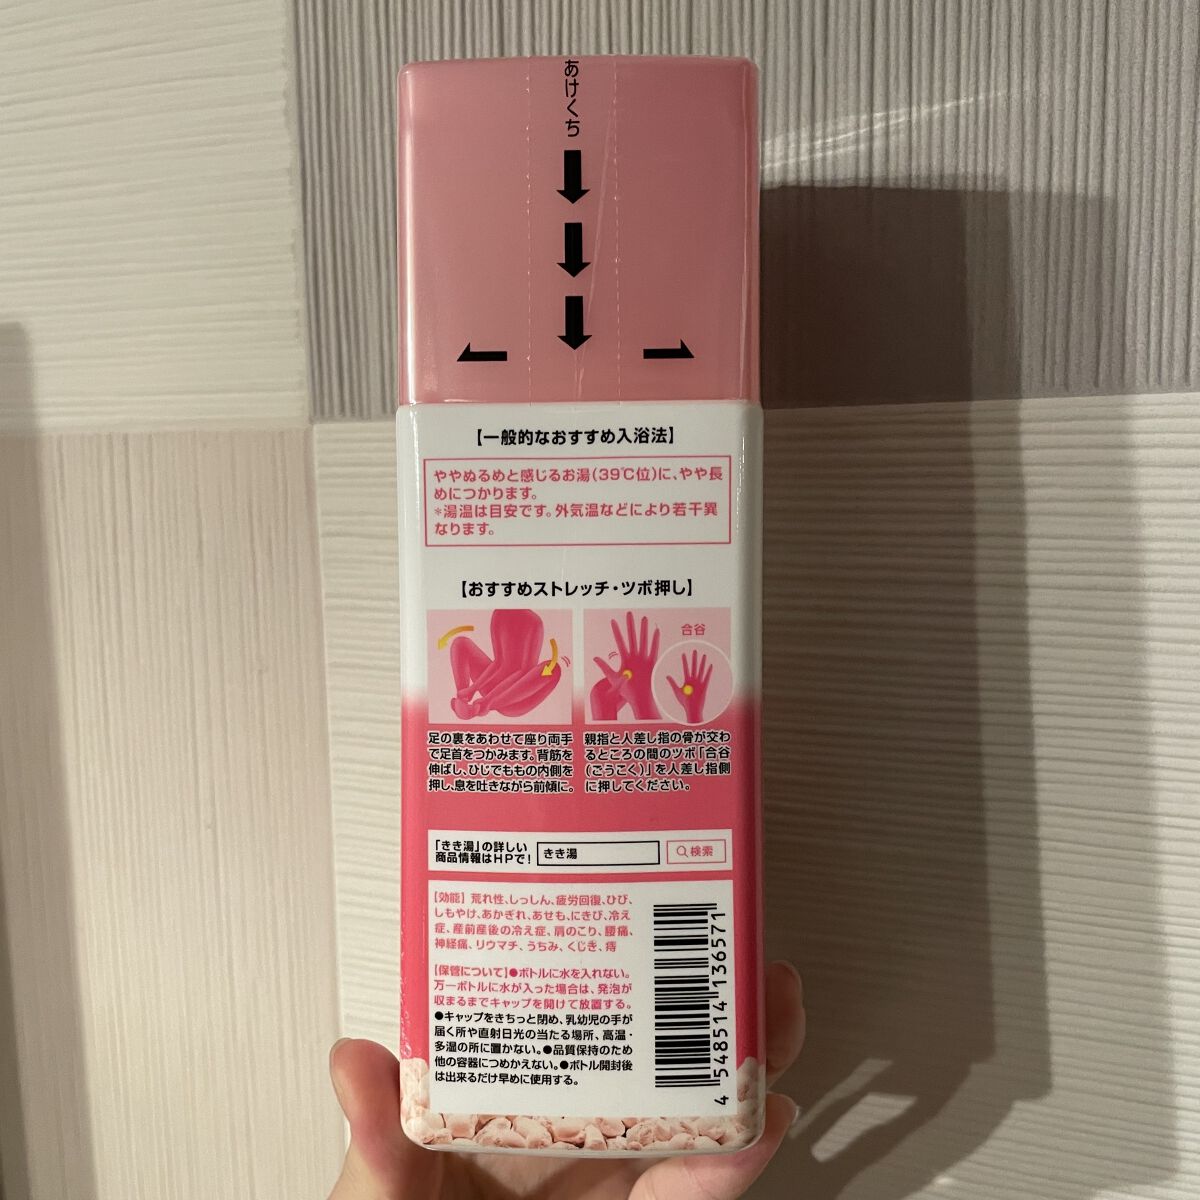 あけくち
【一般的なおすすめ入浴法】
ややぬるめと感じるお湯(39℃位)に、やや長
めにつかります。
*湯温は目安です。外気温などにより若干異
なります。
【おすすめストレッチ・ツボ押し】
合谷
足の裏をあわせて座り両手
で足首をつかみます。背筋を
伸ばし、ひじでももの内側を
押し、息を吐きながら前傾に。
親指と人差し指の骨が交わ
るところの間のツボ「合谷
(ごうこく)」を人差し指側
に押してください。
「きき湯」の詳しい
商品情報はHPで!
きき湯
検索
【効能】荒れ性、しっしん、疲労回復、ひび、
しもやけ、あかぎれ、あせも、にきび、冷え
症、産前産後の冷え症、肩のこり、腰痛、
神経痛、リウマチ、うちみ、くじき、痔
【保管について】●ボトルに水を入れない。
万一ボトルに水が入った場合は、発泡が
収まるまでキャップを開けて放置する。
●キャップをきちっと閉め、乳幼児の手が
届く所や直射日光の当たる場所、高温・
多湿の所に置かない。●品質保持のため
他の容器につめかえない。●ボトル開封後
は出来るだけ早めに使用する。
4 548514 136571